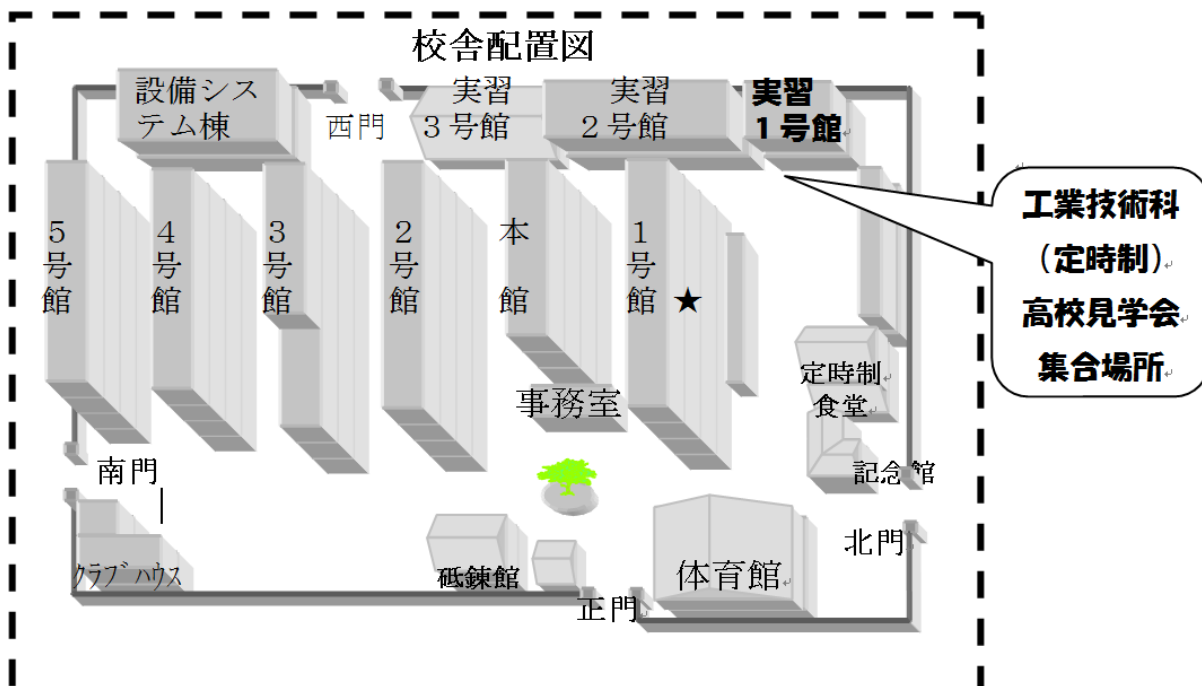 校舎配置図
設備シス
テム棟
西門
実習
３号館
実習
２号館
実習
１号館
工業技術科
（定時制）
高校見学会
集合場所
５号館
４号館
３号館
２号館
本館
１号館
★
定時制
食堂
事務室
記念館
南門
北門
クラブハウス
砥錬館
体育館
正門